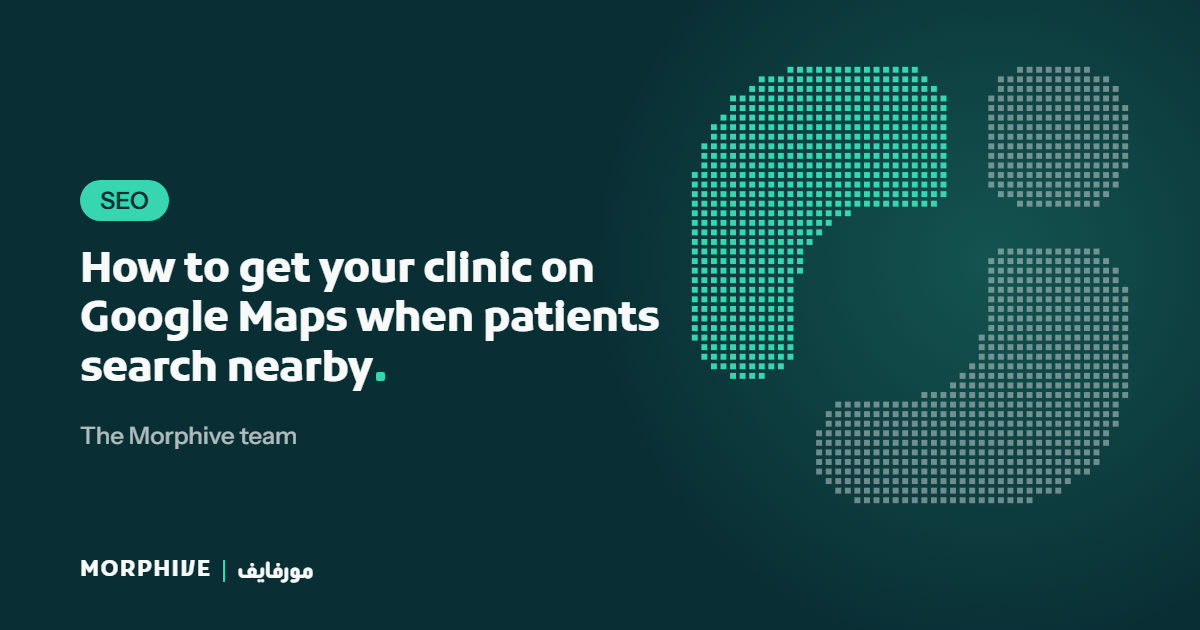 SEO
How to get your clinic on
Google Maps when patients
search nearby.
The Morphive team
MORPHIVE | مورفايف